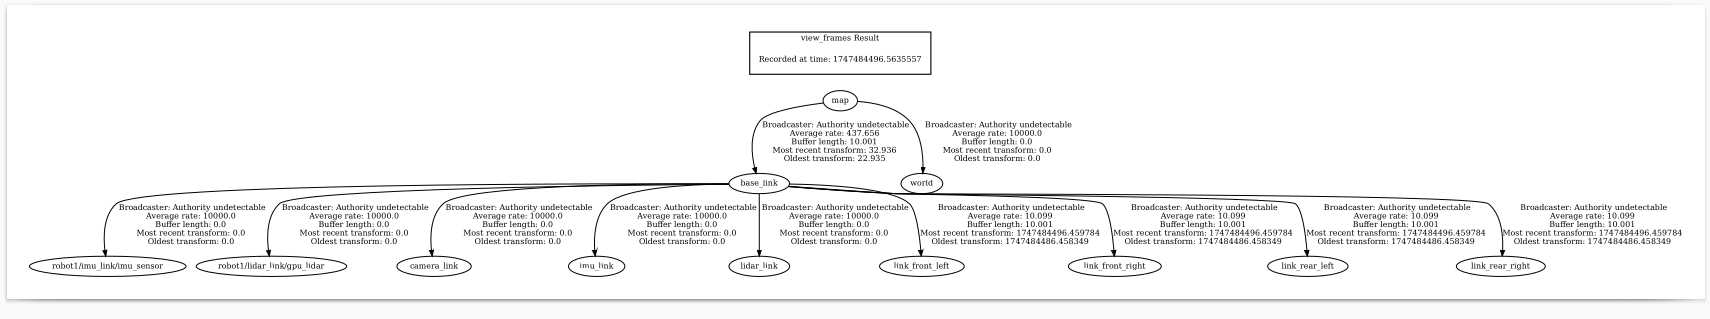 view_frames Result
Recorded at time: 1747484496.5635557
map
Broadcaster: Authority undetectable
Average rate: 437.656
Buffer length: 10.001
Most recent transform: 32.936
Oldest transform: 22.935
Broadcaster: Authority undetectable
Average rate: 10000.0
Buffer length: 0.0
Most recent transform: 0.0
Oldest transform: 0.0
base_link
world
Broadcaster: Authority undetectable
Average rate: 10000.0
Buffer length: 0.0
Most recent transform: 0.0
Oldest transform: 0.0
Broadcaster: Authority undetectable
Average rate: 10000.0
Buffer length: 0.0
Most recent transform: 0.0
Oldest transform: 0.0
Broadcaster: Authority undetectable
Average rate: 10000.0
Buffer length: 0.0
Most recent transform: 0.0
Oldest transform: 0.0
Broadcaster: Authority undetectable
Average rate: 10000.0
Buffer length: 0.0
Most recent transform: 0.0
Oldest transform: 0.0
Broadcaster: Authority undetectable
Average rate: 10000.0
Buffer length: 0.0
Most recent transform: 0.0
Oldest transform: 0.0
Broadcaster: Authority undetectable
Average rate: 10.099
Buffer length: 10.001
Most recent transform: 1747484496.459784
Oldest transform: 1747484486.458349
Broadcaster: Authority undetectable
Average rate: 10.099
Buffer length: 10.001
Most recent transform: 1747484496.459784
Oldest transform: 1747484486.458349
Broadcaster: Authority undetectable
Average rate: 10.099
Buffer length: 10.001
Most recent transform: 1747484496.459784
Oldest transform: 1747484486.458349
Broadcaster: Authority undetectable
Average rate: 10.099
Buffer length: 10.001
Most recent transform: 1747484496.459784
Oldest transform: 1747484486.458349
robot1/imu_link/imu_sensor
robot1/lidar_link/gpu_lidar
camera_link
imu_link
lidar_link
link_front_left
link_front_right
link_rear_left
link_rear_right